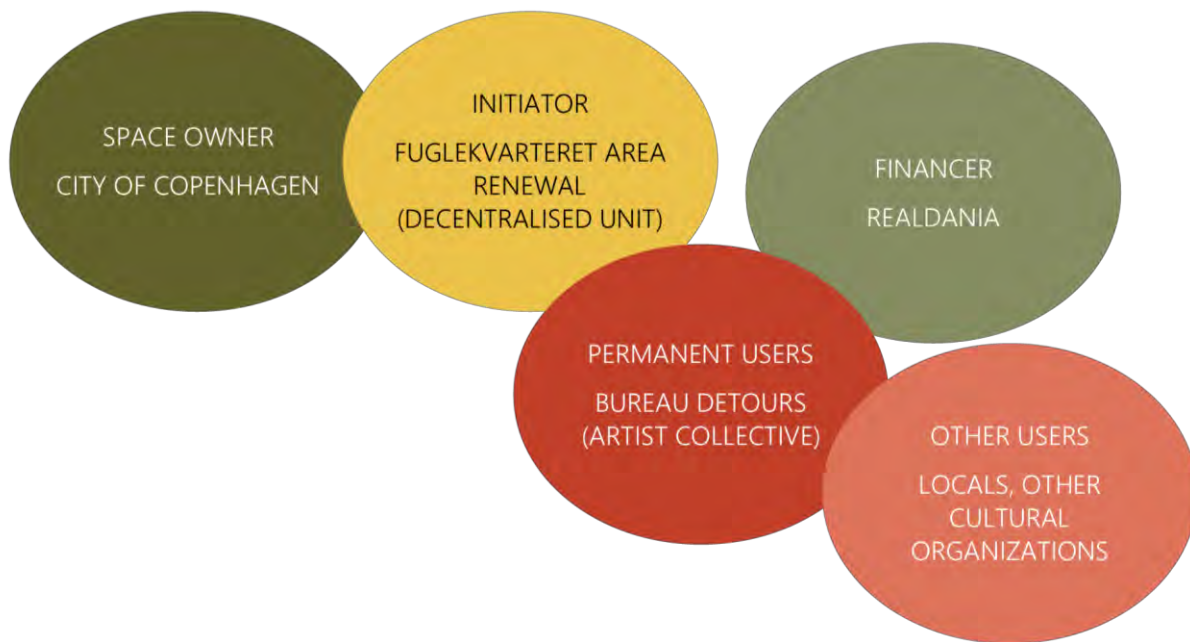 SPACE OWNER
CITY OF COPENHAGEN
INITIATOR
FUGLEKVARTERET AREA
RENEWAL
(DECENTRALISED UNIT)
FINANCER
REALDANIA
PERMANENT USERS
BUREAU DETOURS
(ARTIST COLLECTIVE)
OTHER USERS
LOCALS, OTHER
CULTURAL
ORGANIZATIONS